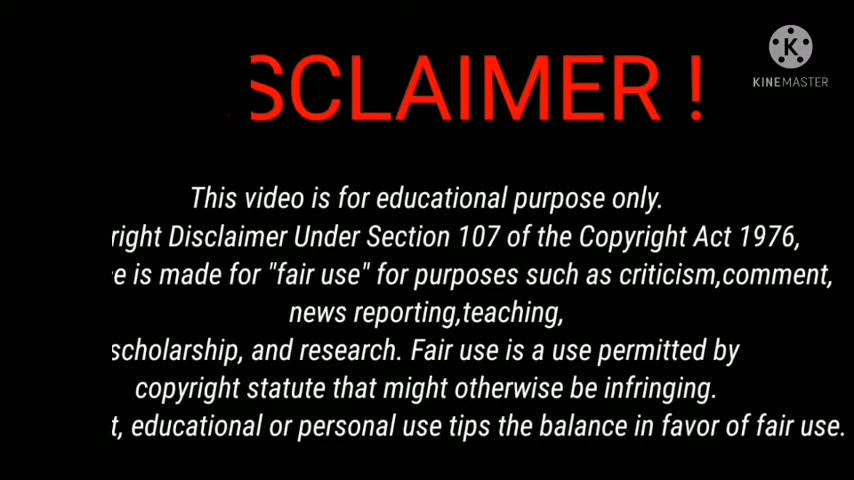 SCLAIMER !
K
KINEMASTER
This video is for educational purpose only.
right Disclaimer Under Section 107 of the Copyright Act 1976,
e is made for "fair use" for purposes such as criticism,comment,
news reporting,teaching,
scholarship, and research. Fair use is a use permitted by
copyright statute that might otherwise be infringing.
t, educational or personal use tips the balance in favor of fair use.